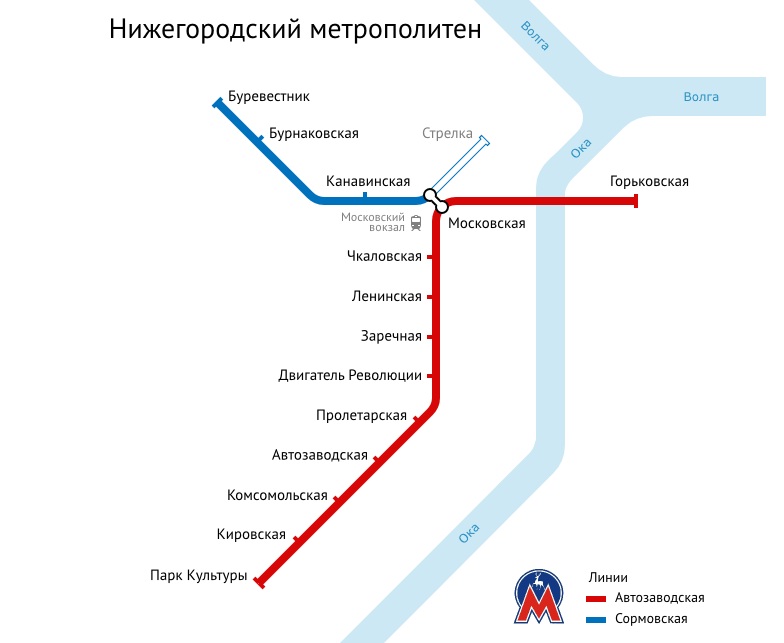 Нижегородский метрополитен
Волга
Волга
Ока
Буревестник
Бурнаковская
Стрелка
Канавинская
Горьковская
Московский
вокзал
Московская
Чкаловская
Ленинская
Заречная
Двигатель Революции
Пролетарская
Автозаводская
Комсомольская
Кировская
Ока
Парк Культуры
М
Линии
Автозаводская
Сормовская